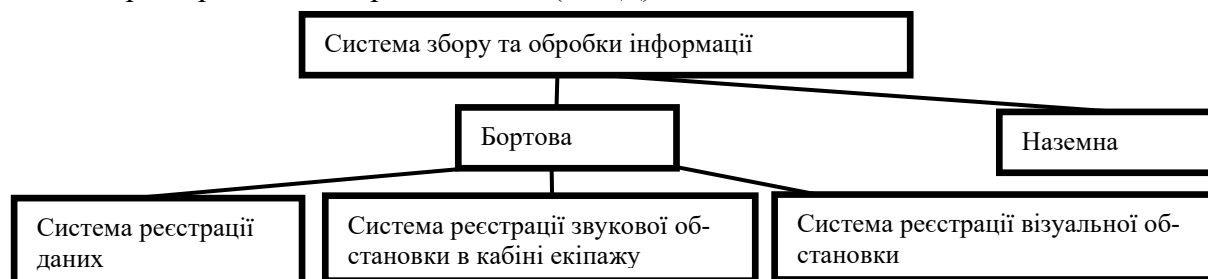 Система збору та обробки інформації
Бортова
Наземна
Система реєстрації
даних
Система реєстрації звукової об-
становки в кабіні екіпажу
Система реєстрації візуальної об-
становки